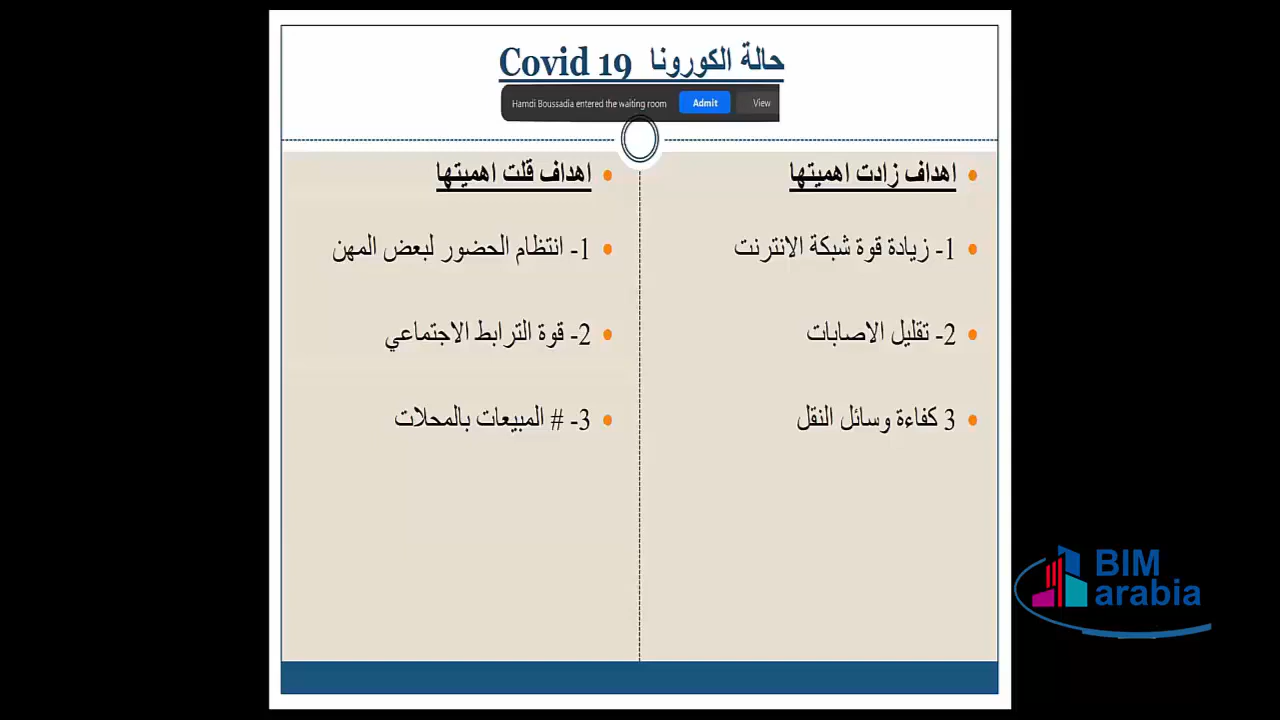 حالة الكورونا Covid 19
Hamdi Boussadia entered the waiting room Admit View
اهداف زادت اهميتها
1- زيادة قوة شبكة الانترنت
2- تقليل الاصابات
3 كفاءة وسائل النقل
اهداف قلت اهميتها
1- انتظام الحضور لبعض المهن
2- قوة الترابط الاجتماعي
3- # المبيعات بالمحلات
BIM
arabia